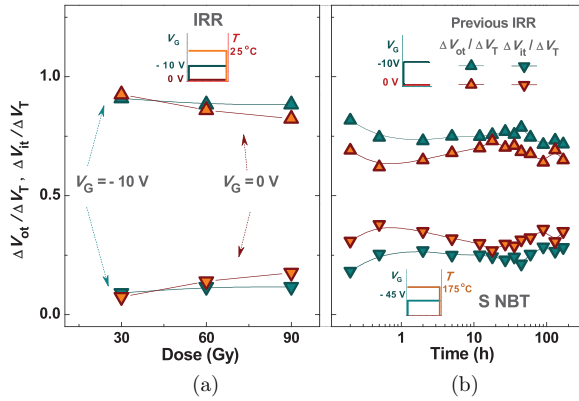 IRR
V_G T
25°C
- 10 V
0 V
Previous IRR
V_G ΔV_ot/ΔV_T ΔV_it/ΔV_T
-10V
0 V
ΔV_ot/ΔV_T, ΔV_it/ΔV_T
1.0
0.5
0.0
V_G = - 10 V V_G = 0 V
V_G T
175°C
- 45 V
S NBT
30 60 90
Dose (Gy)
1 10 100
Time (h)
(a) (b)